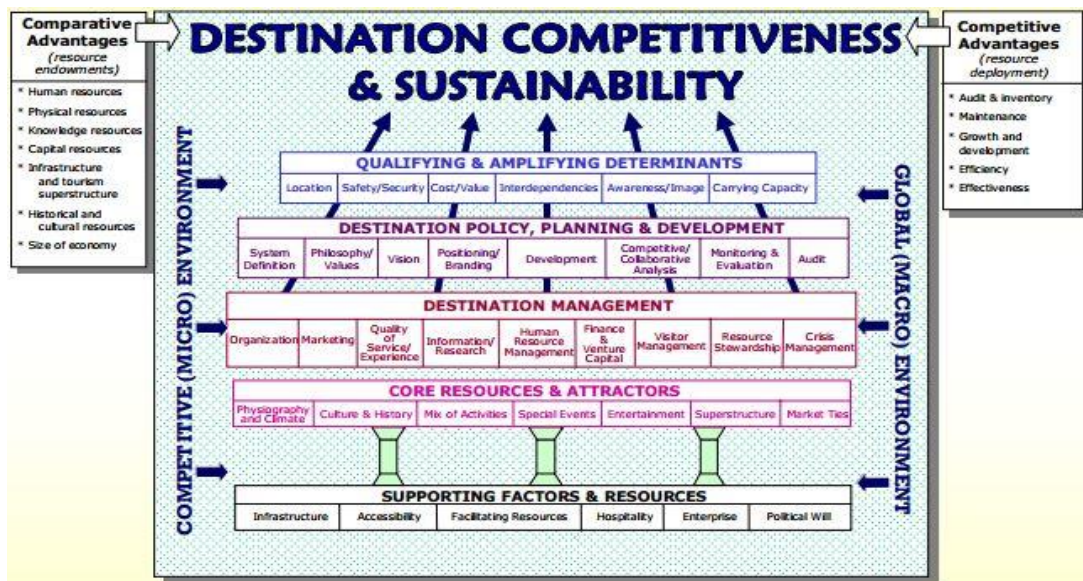 Comparative
Advantages
(resource
endowments)
* Human resources
* Physical resources
* Knowledge resources
* Capital resources
* Infrastructure
and tourism
superstructure
* Historical and
cultural resources
* Size of economy
DESTINATION COMPETITIVENESS
& SUSTAINABILITY
Competitive
Advantages
(resource
deployment)
* Audit & inventory
* Maintenance
* Growth and
development
* Efficiency
* Effectiveness
COMPETITIVE (MICRO) ENVIRONMENT
GLOBAL (MACRO) ENVIRONMENT
QUALIFYING & AMPLIFYING DETERMINANTS
Location Safety/Security Cost/Value Interdependencies Awareness/Image Carrying Capacity
DESTINATION POLICY, PLANNING & DEVELOPMENT
System
Definition
Philosophy/
Values
Vision
Positioning/
Branding
Development
Competitive/
Collaborative
Analysis
Monitoring &
Evaluation
Audit
DESTINATION MANAGEMENT
Organization
Marketing
Quality
of
Service/
Experience
Information/
Research
Human
Resource
Management
Finance
&
Venture
Capital
Visitor
Management
Resource
Stewardship
Crisis
Management
CORE RESOURCES & ATTRACTORS
Physiography
and Climate
Culture & History
Mix of Activities
Special Events
Entertainment
Superstructure
Market Ties
SUPPORTING FACTORS & RESOURCES
Infrastructure Accessibility Facilitating Resources Hospitality Enterprise Political Will